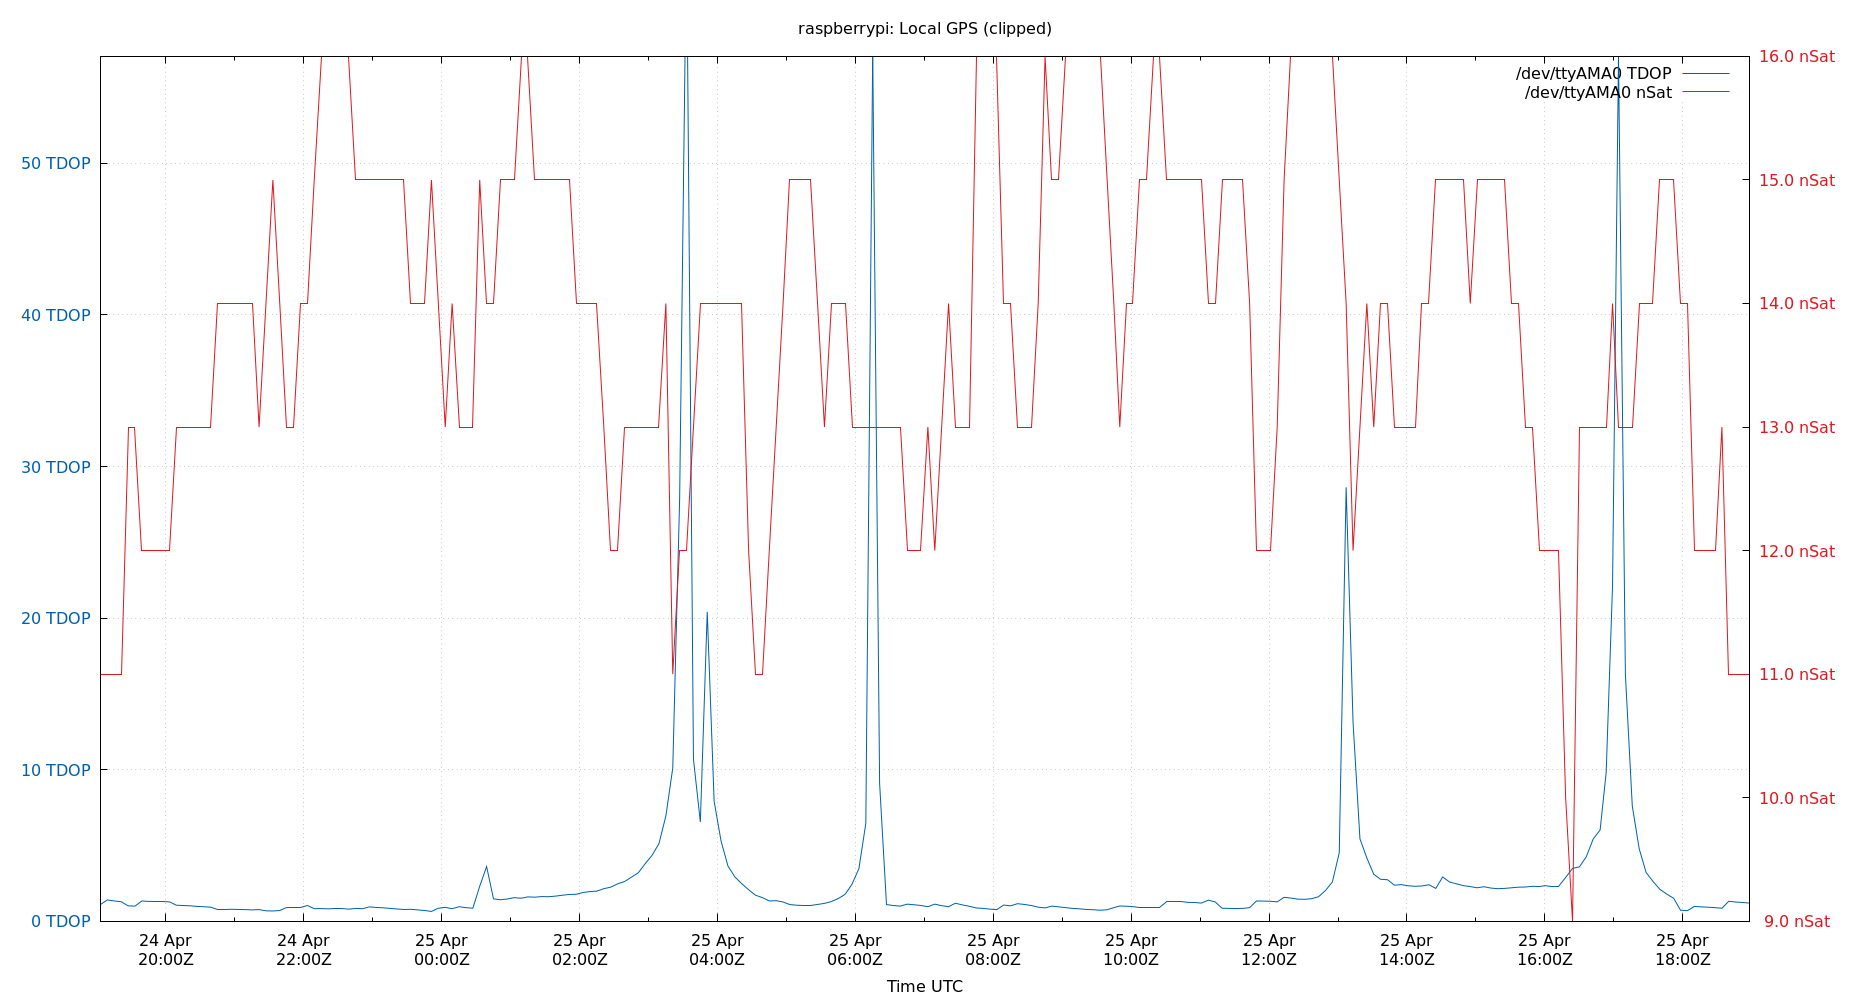 raspberrypi: Local GPS (clipped)
/dev/ttyAMA0 TDOP
/dev/ttyAMA0 nSat
50 TDOP
40 TDOP
30 TDOP
20 TDOP
10 TDOP
0 TDOP
16.0 nSat
15.0 nSat
14.0 nSat
13.0 nSat
12.0 nSat
11.0 nSat
10.0 nSat
9.0 nSat
24 Apr
20:00Z
24 Apr
22:00Z
25 Apr
00:00Z
25 Apr
02:00Z
25 Apr
04:00Z
25 Apr
06:00Z
25 Apr
08:00Z
25 Apr
10:00Z
25 Apr
12:00Z
25 Apr
14:00Z
25 Apr
16:00Z
25 Apr
18:00Z
Time UTC